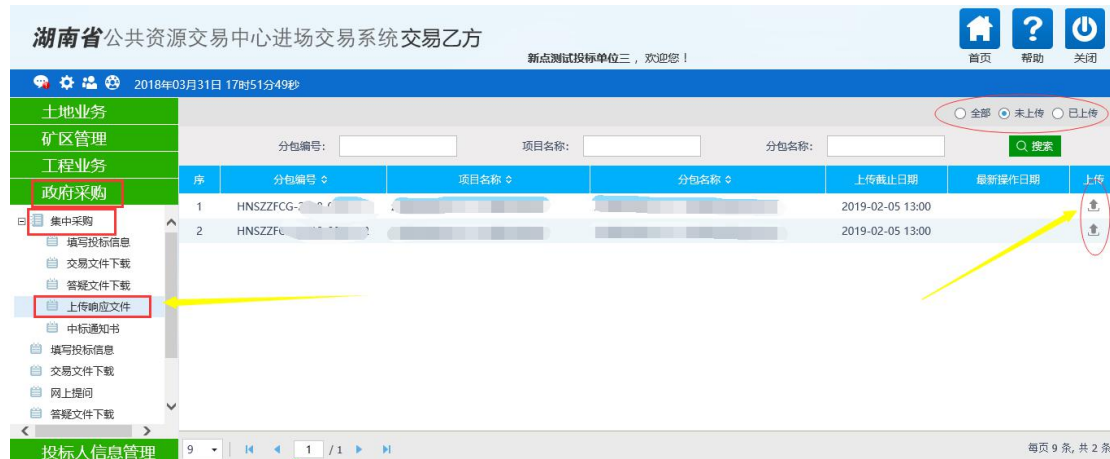 湖南省公共资源交易中心进场交易系统交易乙方
新点测试投标单位三，欢迎您！
首页 帮助 关闭
2018年03月31日 17时51分49秒
土地业务
矿区管理
工程业务
政府采购
集中采购
填写投标信息
交易文件下载
答疑文件下载
上传响应文件
中标通知书
填写投标信息
交易文件下载
网上提问
答疑文件下载
投标人信息管理
全部 未上传 已上传
分包编号： 项目名称： 分包名称： 搜索
序 分包编号 项目名称 分包名称 上传截止日期 最新操作日期 上传
1 HNSZZFCG- 2019-02-05 13:00
2 HNSZZF 2019-02-05 13:00
9 1 /1 每页 9 条, 共 2 条